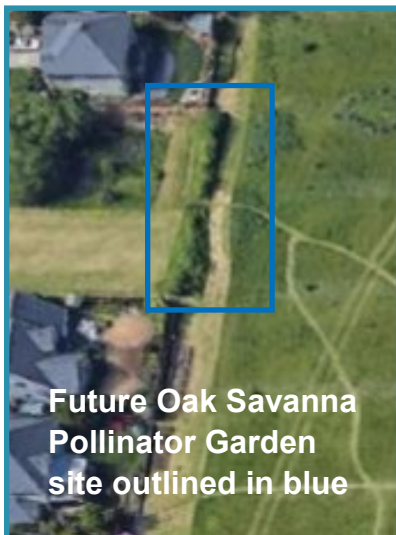 Future Oak Savanna
Pollinator Garden
site outlined in blue